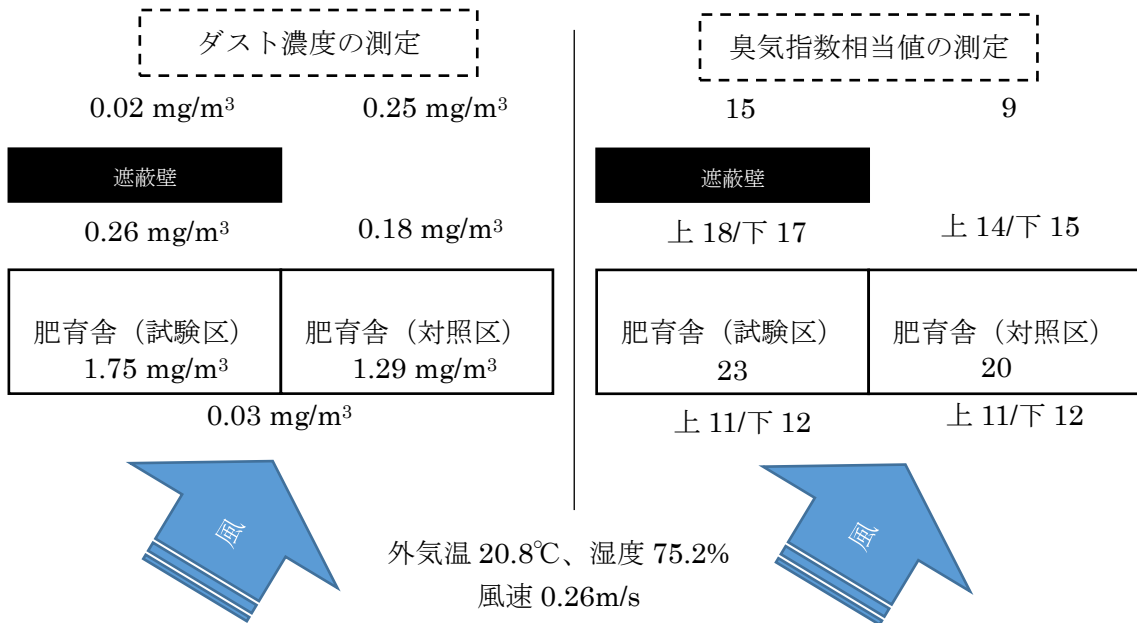 ダスト濃度の測定
0.02 mg/m³
0.25 mg/m³
遮蔽壁
0.26 mg/m³
0.18 mg/m³
肥育舎（試験区）
1.75 mg/m³
肥育舎（対照区）
1.29 mg/m³
0.03 mg/m³
風
臭気指数相当値の測定
15
9
遮蔽壁
上 18/下 17
上 14/下 15
肥育舎（試験区）
23
肥育舎（対照区）
20
上 11/下 12
上 11/下 12
風
外気温 20.8℃、湿度 75.2%
風速 0.26m/s